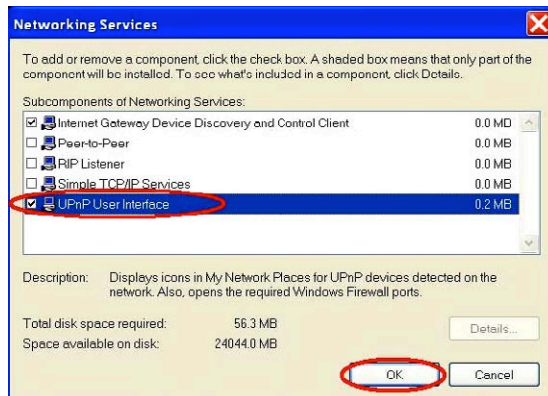 Networking Services
To add or remove a component, click the check box. A shaded box means that only part of the
component will be installed. To see what's included in a component, click Details.
Subcomponents of Networking Services:
Internet Gateway Device Discovery and Control Client 0.0 MB
Peer-to-Peer 0.0 MB
RIP Listener 0.0 MB
Simple TCP/IP Services 0.0 MB
UPnP User Interface 0.2 MB
Description: Displays icons in My Network Places for UPnP devices detected on the
network. Also, opens the required Windows Firewall ports.
Total disk space required: 56.3 MB
Details...
Space available on disk: 24044.0 MB
OK Cancel